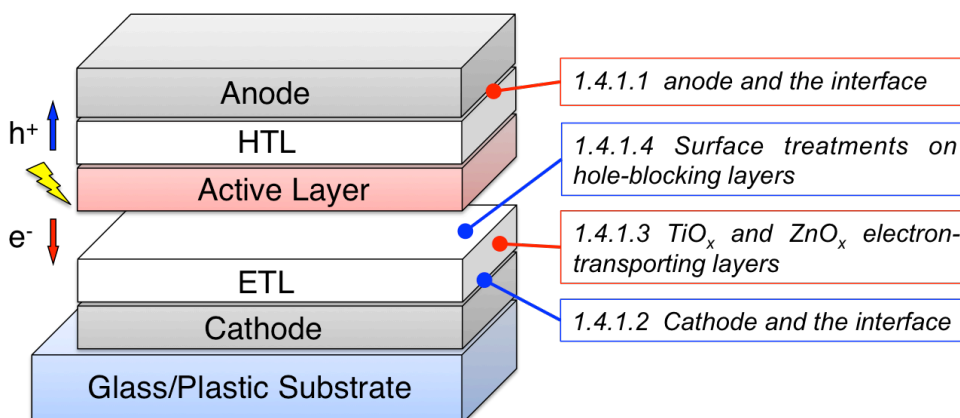 Anode
h⁺
HTL
Active Layer
e⁻
ETL
Cathode
Glass/Plastic Substrate
1.4.1.1 anode and the interface
1.4.1.4 Surface treatments on
hole-blocking layers
1.4.1.3 TiOₓ and ZnOₓ electron-
transporting layers
1.4.1.2 Cathode and the interface